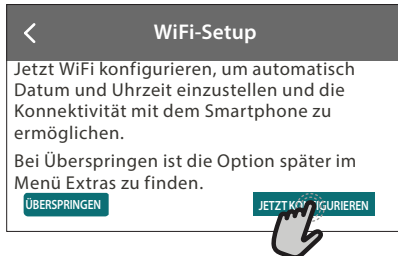 WiFi-Setup
Jetzt WiFi konfigurieren, um automatisch
Datum und Uhrzeit einzustellen und die
Konnektivität mit dem Smartphone zu
ermöglichen.
Bei Überspringen ist die Option später im
Menü Extras zu finden.
ÜBERSPRINGEN
JETZT KONFIGURIEREN